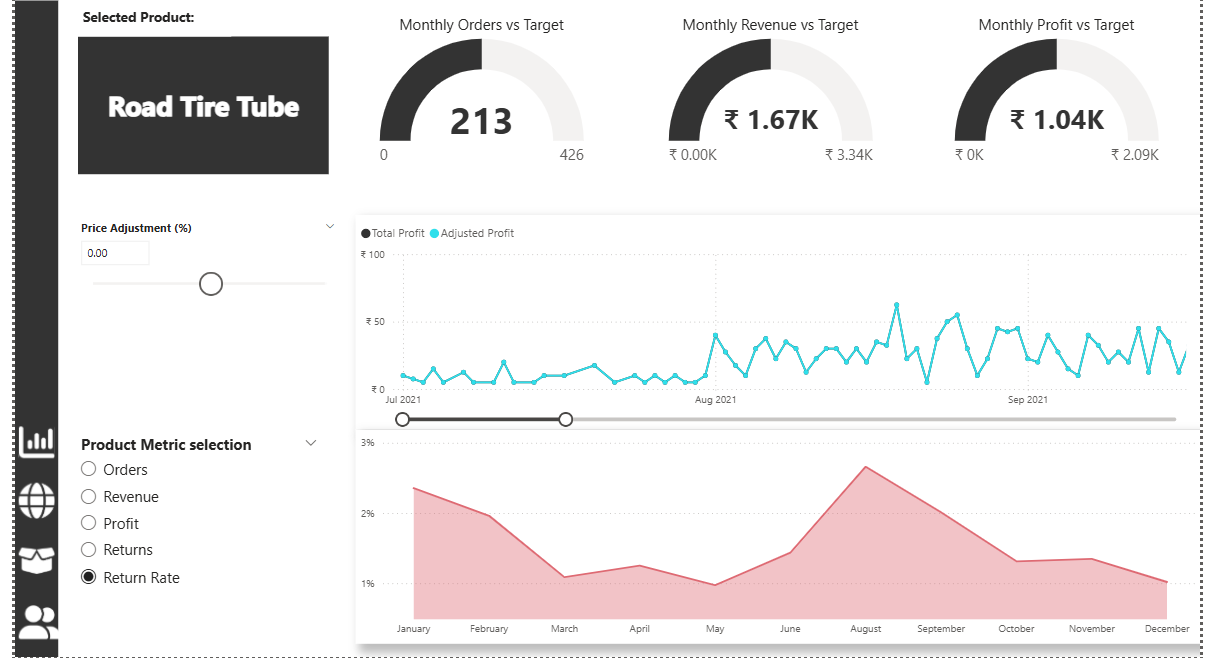 Selected Product:
Road Tire Tube
Monthly Orders vs Target
213
0
426
Monthly Revenue vs Target
₹ 1.67K
₹ 0.00K
₹ 3.34K
Monthly Profit vs Target
₹ 1.04K
₹ 0K
₹ 2.09K
Price Adjustment (%)
0.00
Total Profit Adjusted Profit
₹ 100
₹ 50
₹ 0
Jul 2021 Aug 2021 Sep 2021
Product Metric selection
Orders
Revenue
Profit
Returns
Return Rate
3%
2%
1%
January February March April May June August September October November December